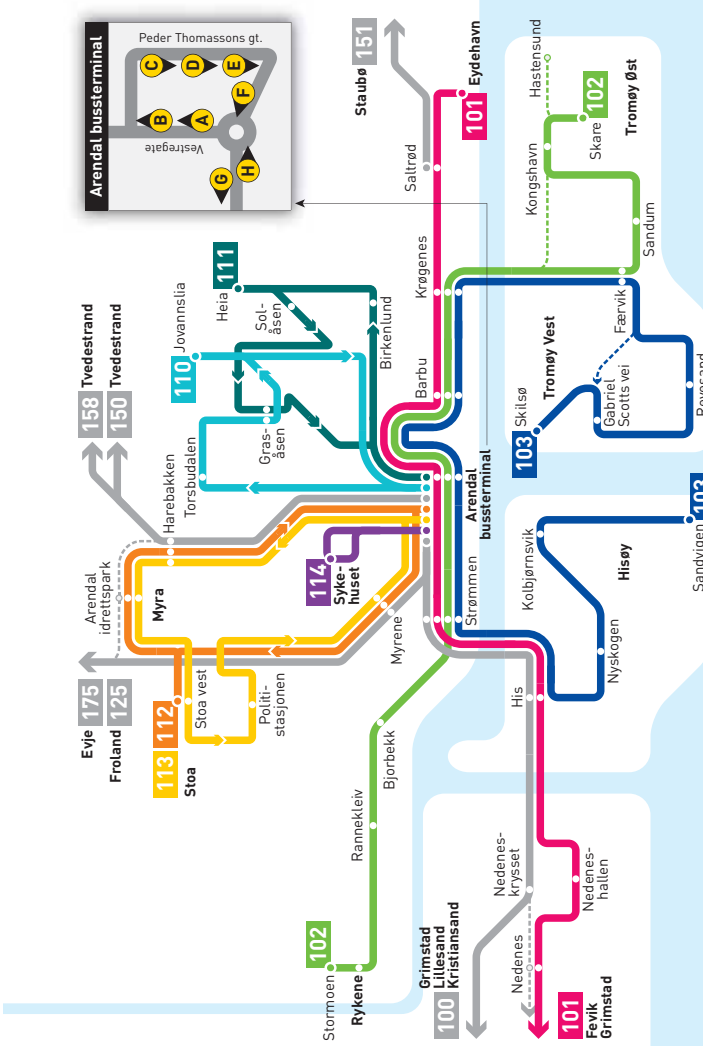 Arendal bussterminal
Peder Thomassons gt.
Vestregate
A
B
C
D
E
F
G
H
Evje 175
Froland 125
113 112
Stoa
Stoa vest
Politi-
stasjonen
Arendal
idrettspark
Myra
158 Tvedestrand
150 Tvedestrand
Harebakken
Torsbudalen
110
Jovannslia
Gras-
åsen
Heia 111
Sol-
åsen
Birkenlund
Staubø 151
Saltrød
101 Eydehavn
Stormoen 102
Rykene
Rannekleiv
Bjorbekk
Myrene
114
Syke-
huset
Barbu
Krøgenes
Strømmen
Arendal
bussterminal
Kongshavn
Hastensund
102
Skare
Tromøy Øst
Sandum
Færvik
Tromøy Vest
103 Skilsø
Gabriel
Scotts vei
100
Grimstad
Lillesand
Kristiansand
Nedenes-
krysset
Nedenes
Nedenes-
hallen
His
101
Fevik
Grimstad
Nyskogen
Kolbjørnsvik
Hisøy
Sandvigen 103